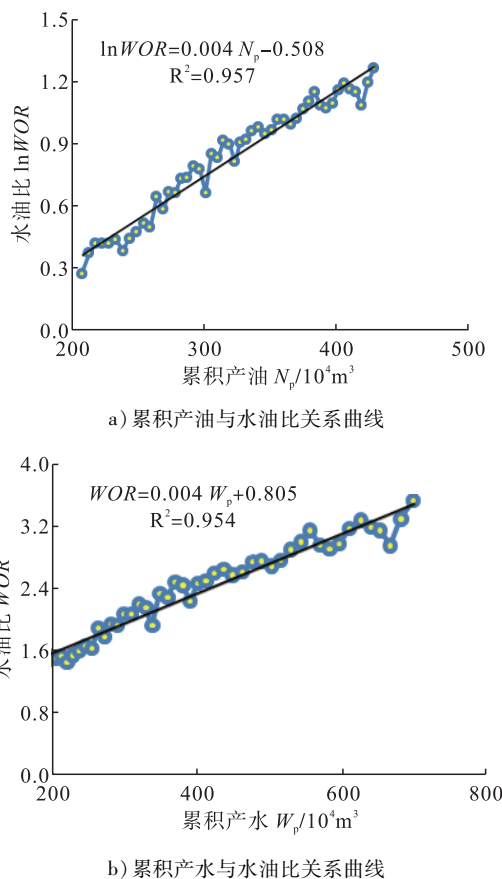 1.5
lnWOR=0.004 Nₚ−0.508
R²=0.957
1.2
0.9
0.6
0.3
0.0
水油比 lnWOR
200 300 400 500
累积产油 Nₚ/10⁴m³
a）累积产油与水油比关系曲线
4.0
WOR=0.004 Wₚ+0.805
R²=0.954
3.2
2.4
1.6
0.8
0.0
水油比 WOR
200 400 600 800
累积产水 Wₚ/10⁴m³
b）累积产水与水油比关系曲线